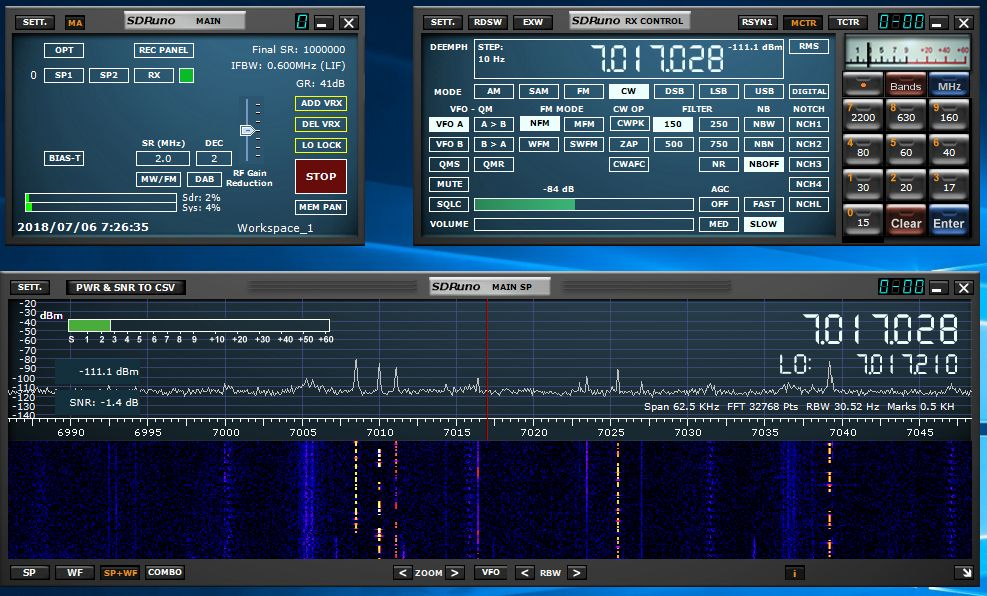 SETT. MA SDRuno MAIN 0
OPT REC PANEL Final SR: 1000000
IFBW: 0.600MHz (LIF)
0 SP1 SP2 RX
GR: 41dB
ADD VRX
DEL VRX
SR (MHz) DEC LO LOCK
BIAS-T 2.0 2
MW/FM DAB RF Gain
Reduction STOP
Sdr: 2%
Sys: 4% MEM PAN
2018/07/06 7:26:35 Workspace_1
SETT. RDSW EXW SDRuno RX CONTROL RSYN1 MCTR TCTR 0-00
DEEMPH STEP:
10 Hz 7.017.028 -111.1 dBm RMS
MODE AM SAM FM CW DSB LSB USB DIGITAL
VFO - QM FM MODE CW OP FILTER NB NOTCH
VFO A A > B NFM MFM CWPK 150 250 NBW NCH1
VFO B B > A WFM SWFM ZAP 500 750 NBN NCH2
QMS QMR CWAFC NR NBOFF NCH3
MUTE -84 dB AGC NCH4
SQLC OFF FAST NCHL
VOLUME MED SLOW
1 3 5 7 9 +20 +40 +60
Bands MHz
7 2200 8 630 9 160
4 80 5 60 6 40
1 30 2 20 3 17
0 15 Clear Enter
SETT. PWR & SNR TO CSV SDRuno MAIN SP 0-00
-20
-30
-40
-50
-60
-70
-80
-90
-100
-110
-120
-130
-140
dBm
S 1 2 3 4 5 6 7 8 9 +10 +20 +30 +40 +50 +60
7.017.028
LO: 7.017.210
-111.1 dBm
SNR: -1.4 dB
Span 62.5 KHz FFT 32768 Pts RBW 30.52 Hz Marks 0.5 KH
6990 6995 7000 7005 7010 7015 7020 7025 7030 7035 7040 7045
SP WF SP+WF COMBO < ZOOM > VFO < RBW > i